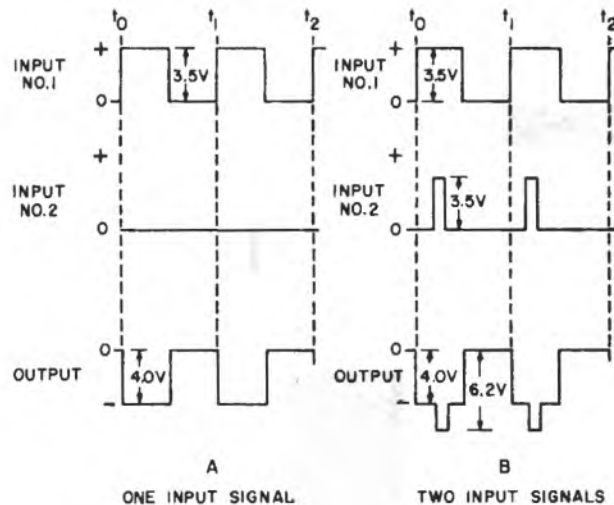 t0 t1 t2 t0 t1 t2
INPUT NO.1
+
0
3.5V
INPUT NO.1
+
0
3.5V
INPUT NO.2
+
0
INPUT NO.2
+
0
3.5V
OUTPUT
0
-
4.0V
OUTPUT
0
-
4.0V
6.2V
A B
ONE INPUT SIGNAL TWO INPUT SIGNALS